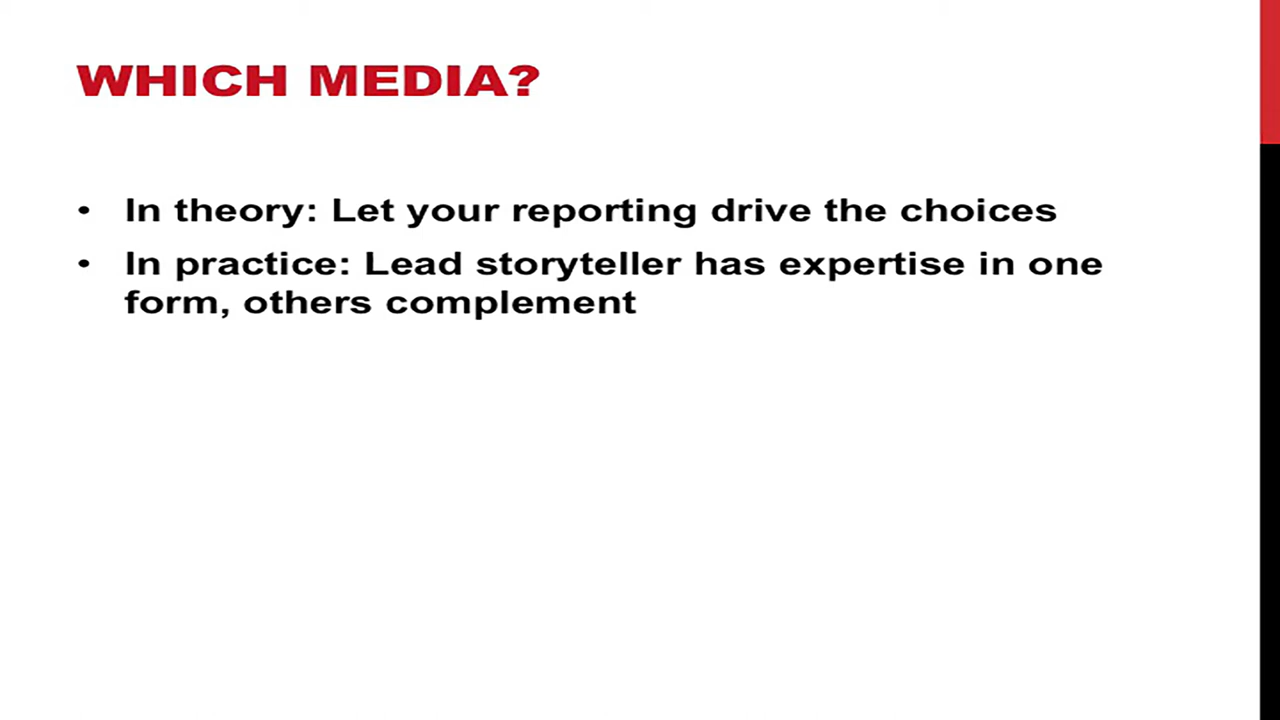 WHICH MEDIA?
• In theory: Let your reporting drive the choices
• In practice: Lead storyteller has expertise in one
form, others complement